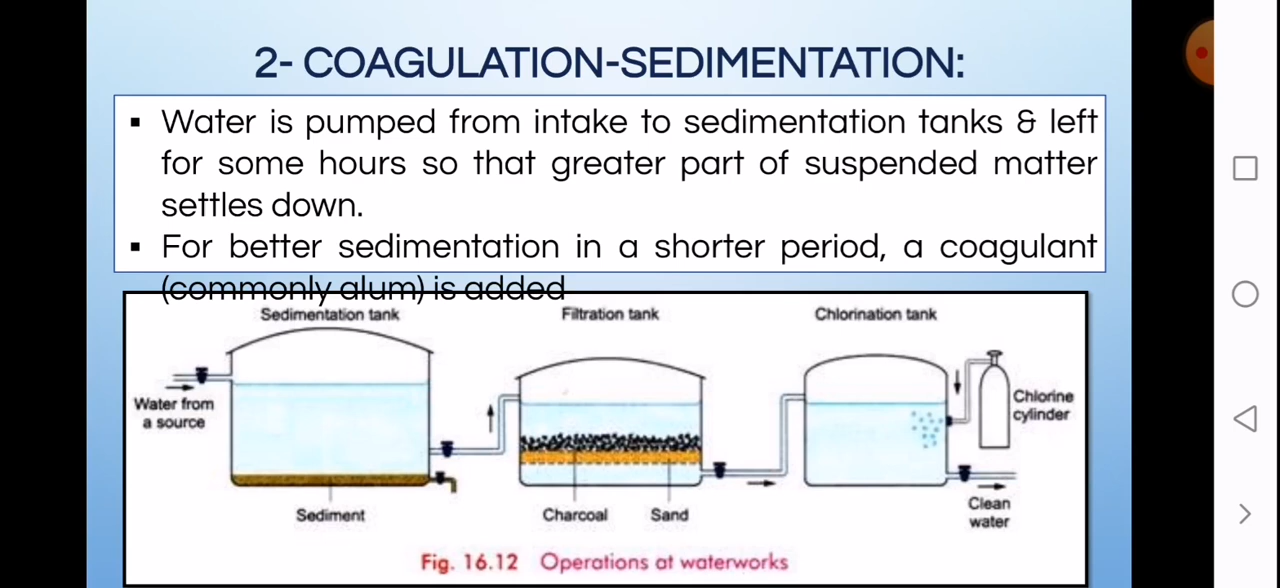 2- COAGULATION-SEDIMENTATION:
▪ Water is pumped from intake to sedimentation tanks & left
for some hours so that greater part of suspended matter
settles down.
▪ For better sedimentation in a shorter period, a coagulant
(commonly alum) is added
Sedimentation tank
Filtration tank
Chlorination tank
Water from
a source
Chlorine
cylinder
Sediment
Charcoal
Sand
Clean
water
Fig. 16.12 Operations at waterworks